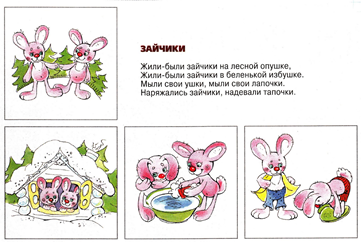 ЗАЙЧИКИ
Жили-были зайчики на лесной опушке,
Жили-были зайчики в беленькой избушке.
Мыли свои ушки, мыли свои лапочки.
Наряжались зайчики, надевали тапочки.